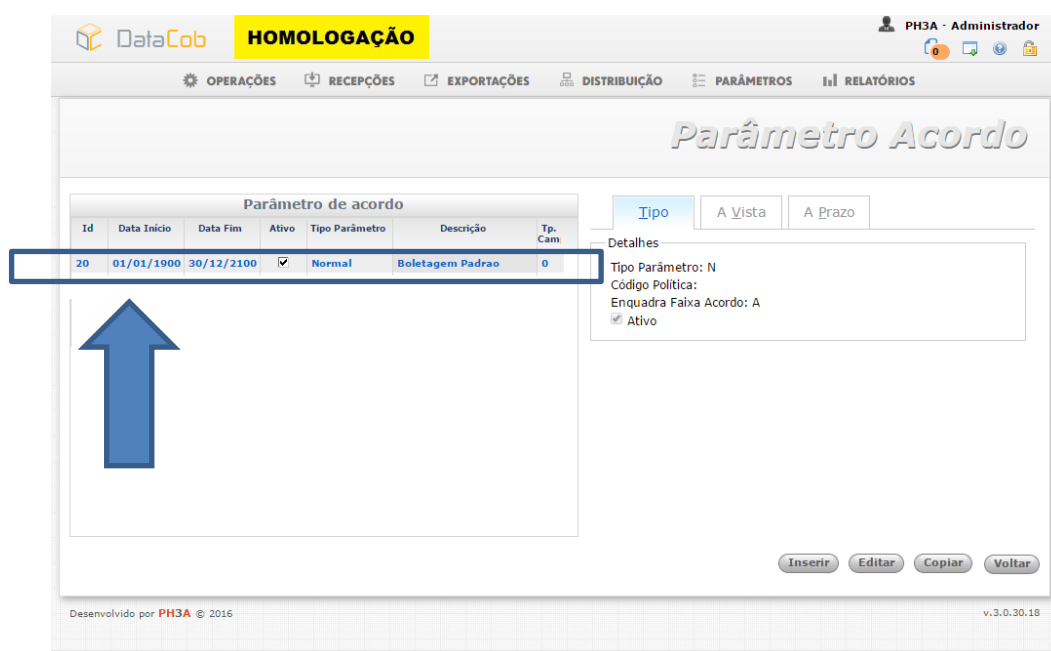 DataCob
HOMOLOGAÇÃO
PH3A - Administrador
0
OPERAÇÕES RECEPÇÕES EXPORTAÇÕES DISTRIBUIÇÃO PARÂMETROS RELATÓRIOS
Parâmetro Acordo
Parâmetro de acordo
Id Data Início Data Fim Ativo Tipo Parâmetro Descrição Tp. Cam
20 01/01/1900 30/12/2100 Normal Boletagem Padrao 0
Tipo A Vista A Prazo
Detalhes
Tipo Parâmetro: N
Código Política:
Enquadra Faixa Acordo: A
Ativo
Inserir Editar Copiar Voltar
Desenvolvido por PH3A © 2016
v.3.0.30.18